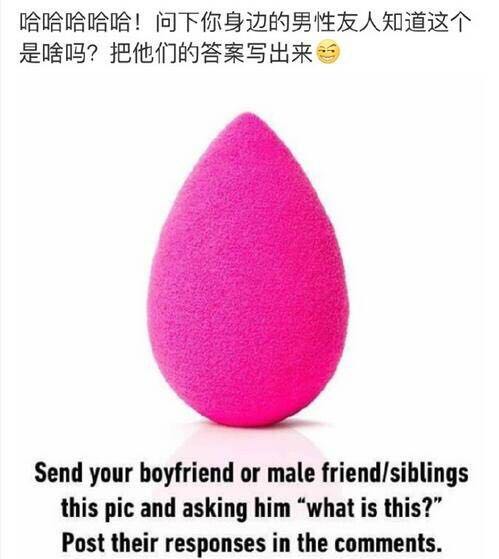 哈哈哈哈哈！问下你身边的男性友人知道这个
是啥吗？把他们的答案写出来😏
Send your boyfriend or male friend/siblings
this pic and asking him “what is this?”
Post their responses in the comments.